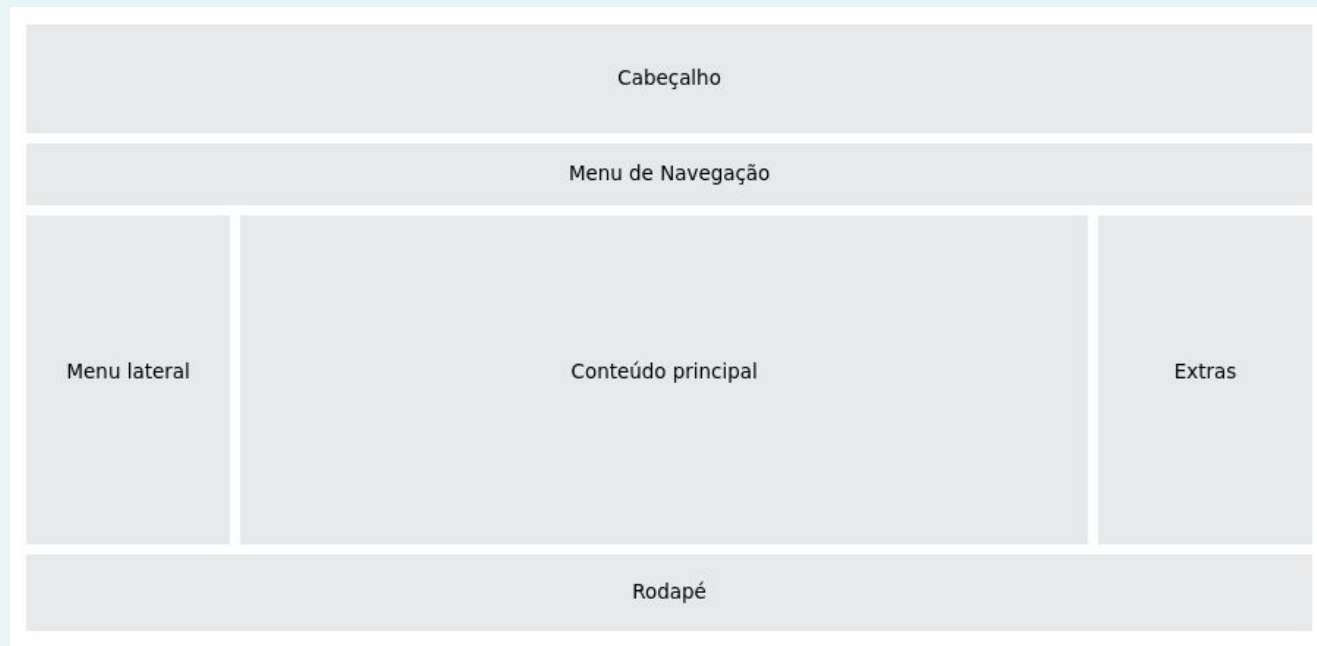 Cabeçalho
Menu de Navegação
Menu lateral
Conteúdo principal
Extras
Rodapé